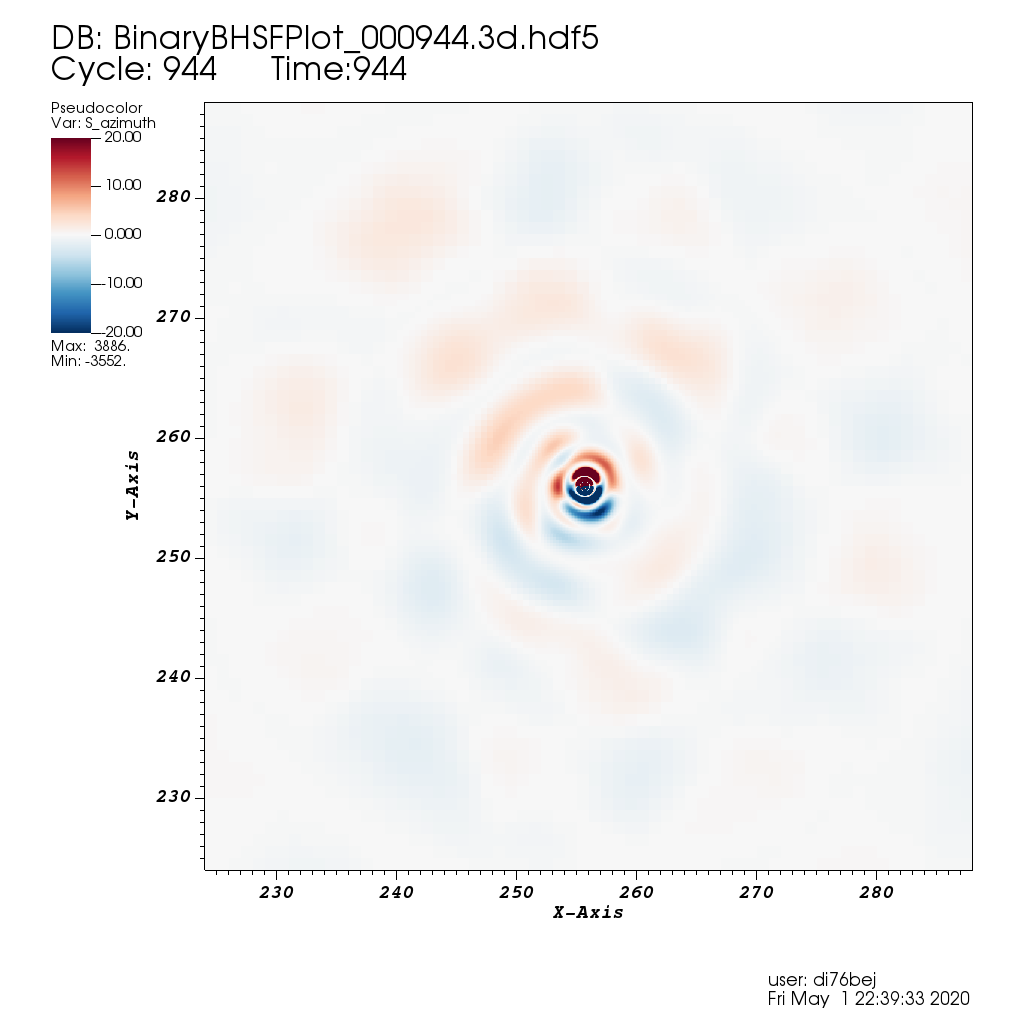 DB: BinaryBHSFPlot_000944.3d.hdf5
Cycle: 944 Time:944
Pseudocolor
Var: S_azimuth
20.00
10.00
0.000
-10.00
-20.00
Max: 3886.
Min: -3552.
280
270
260
250
240
230
Y-Axis
230 240 250 260 270 280
X-Axis
user: di76bej
Fri May 1 22:39:33 2020